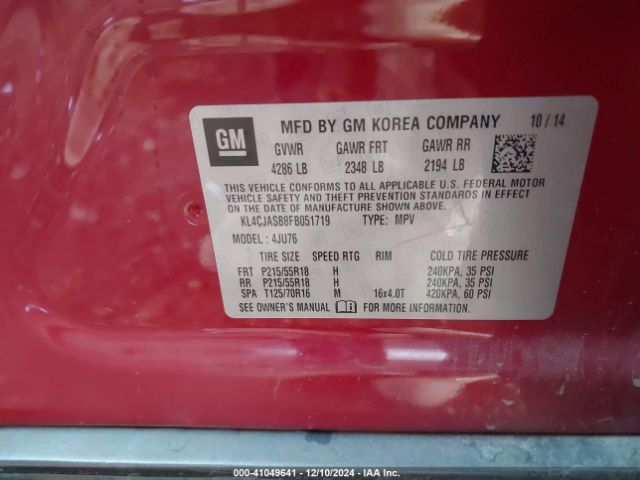 GM
MFD BY GM KOREA COMPANY 10 / 14
GVWR GAWR FRT GAWR RR
4286 LB 2348 LB 2194 LB
THIS VEHICLE CONFORMS TO ALL APPLICABLE U.S. FEDERAL MOTOR
VEHICLE SAFETY AND THEFT PREVENTION STANDARDS IN EFFECT ON
THE DATE OF MANUFACTURE SHOWN ABOVE.
KL4CJASB8FB051719 TYPE: MPV
MODEL : 4JU76
TIRE SIZE SPEED RTG RIM COLD TIRE PRESSURE
FRT P215/55R18 H 240KPA, 35 PSI
RR P215/55R18 H 240KPA, 35 PSI
SPA T125/70R16 M 16x4.0T 420KPA, 60 PSI
SEE OWNER'S MANUAL FOR MORE INFORMATION.
000-41049641 - 12/10/2024 - IAA Inc.